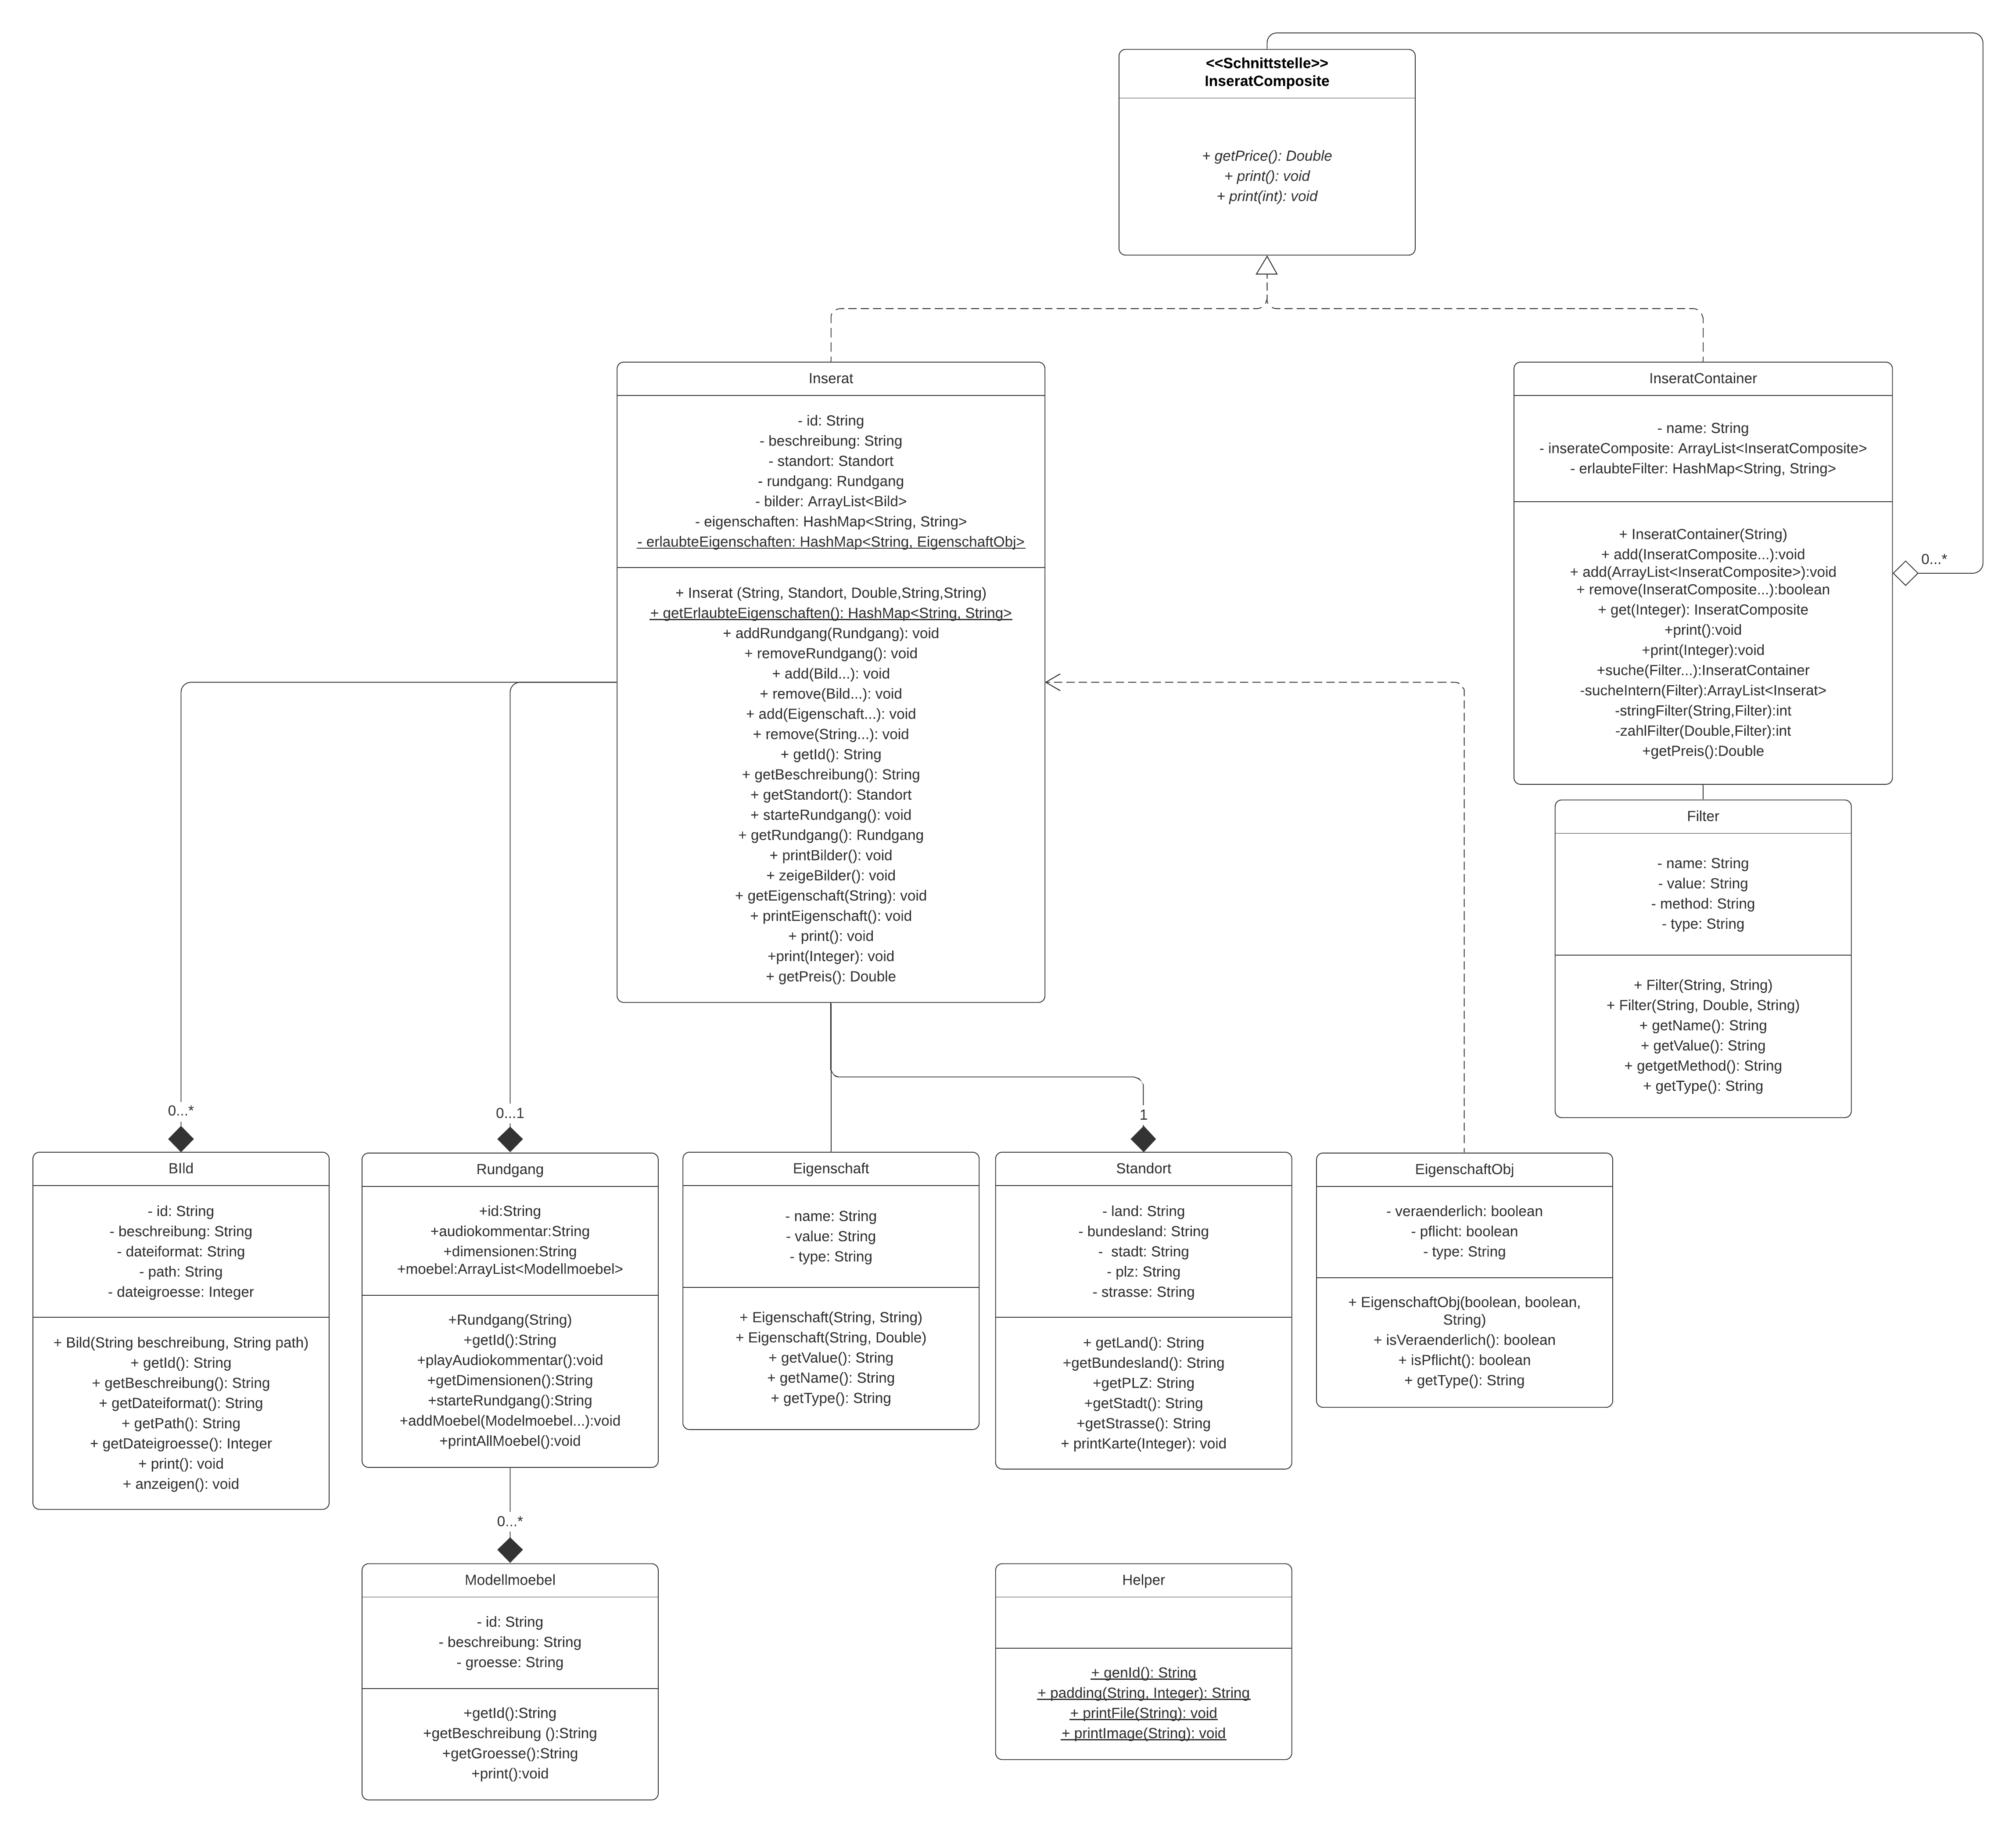 <<Schnittstelle>>
InseratComposite
+ getPrice(): Double
+ print(): void
+ print(int): void
Inserat
- id: String
- beschreibung: String
- standort: Standort
- rundgang: Rundgang
- bilder: ArrayList<Bild>
- eigenschaften: HashMap<String, String>
- erlaubteEigenschaften: HashMap<String, EigenschaftObj>
+ Inserat (String, Standort, Double,String,String)
+ getErlaubteEigenschaften(): HashMap<String, String>
+ addRundgang(Rundgang): void
+ removeRundgang(): void
+ add(Bild...): void
+ remove(Bild...): void
+ add(Eigenschaft...): void
+ remove(String...): void
+ getId(): String
+ getBeschreibung(): String
+ getStandort(): Standort
+ starteRundgang(): void
+ getRundgang(): Rundgang
+ printBilder(): void
+ zeigeBilder(): void
+ getEigenschaft(String): void
+ printEigenschaft(): void
+ print(): void
+print(Integer): void
+ getPreis(): Double
InseratContainer
- name: String
- inserateComposite: ArrayList<InseratComposite>
- erlaubteFilter: HashMap<String, String>
+ InseratContainer(String)
+ add(InseratComposite...):void
+ add(ArrayList<InseratComposite>):void
+ remove(InseratComposite...):boolean
+ get(Integer): InseratComposite
+print():void
+print(Integer):void
+suche(Filter...):InseratContainer
-sucheIntern(Filter):ArrayList<Inserat>
-stringFilter(String,Filter):int
-zahlFilter(Double,Filter):int
+getPreis():Double
0...*
Filter
- name: String
- value: String
- method: String
- type: String
+ Filter(String, String)
+ Filter(String, Double, String)
+ getName(): String
+ getValue(): String
+ getgetMethod(): String
+ getType(): String
0...*
0...1
1
BIld
- id: String
- beschreibung: String
- dateiformat: String
- path: String
- dateigroesse: Integer
+ Bild(String beschreibung, String path)
+ getId(): String
+ getBeschreibung(): String
+ getDateiformat(): String
+ getPath(): String
+ getDateigroesse(): Integer
+ print(): void
+ anzeigen(): void
Rundgang
+id:String
+audiokommentar:String
+dimensionen:String
+moebel:ArrayList<Modellmoebel>
+Rundgang(String)
+getId():String
+playAudiokommentar():void
+getDimensionen():String
+starteRundgang():String
+addMoebel(Modelmoebel...):void
+printAllMoebel():void
Eigenschaft
- name: String
- value: String
- type: String
+ Eigenschaft(String, String)
+ Eigenschaft(String, Double)
+ getValue(): String
+ getName(): String
+ getType(): String
Standort
- land: String
- bundesland: String
-  stadt: String
- plz: String
- strasse: String
+ getLand(): String
+getBundesland(): String
+getPLZ: String
+getStadt(): String
+getStrasse(): String
+ printKarte(Integer): void
EigenschaftObj
- veraenderlich: boolean
- pflicht: boolean
- type: String
+ EigenschaftObj(boolean, boolean,
String)
+ isVeraenderlich(): boolean
+ isPflicht(): boolean
+ getType(): String
0...*
Modellmoebel
- id: String
- beschreibung: String
- groesse: String
+getId():String
+getBeschreibung ():String
+getGroesse():String
+print():void
Helper
+ genId(): String
+ padding(String, Integer): String
+ printFile(String): void
+ printImage(String): void